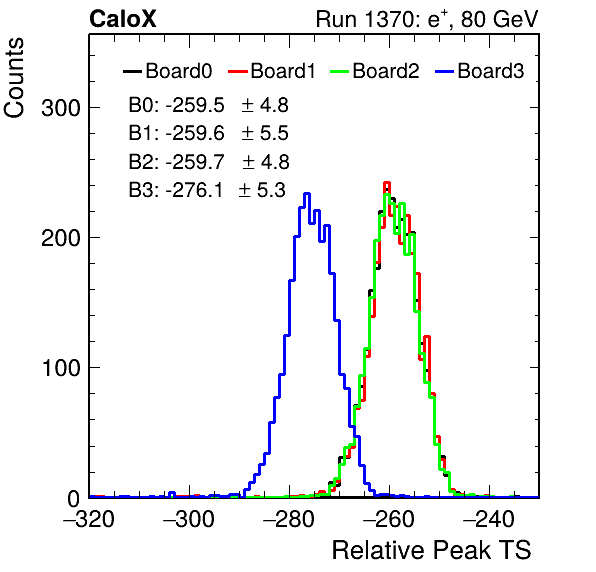 CaloX Run 1370: e⁺, 80 GeV
Counts
Board0 Board1 Board2 Board3
B0: -259.5 ± 4.8
B1: -259.6 ± 5.5
B2: -259.7 ± 4.8
B3: -276.1 ± 5.3
300
200
100
0
−320 −300 −280 −260 −240
Relative Peak TS